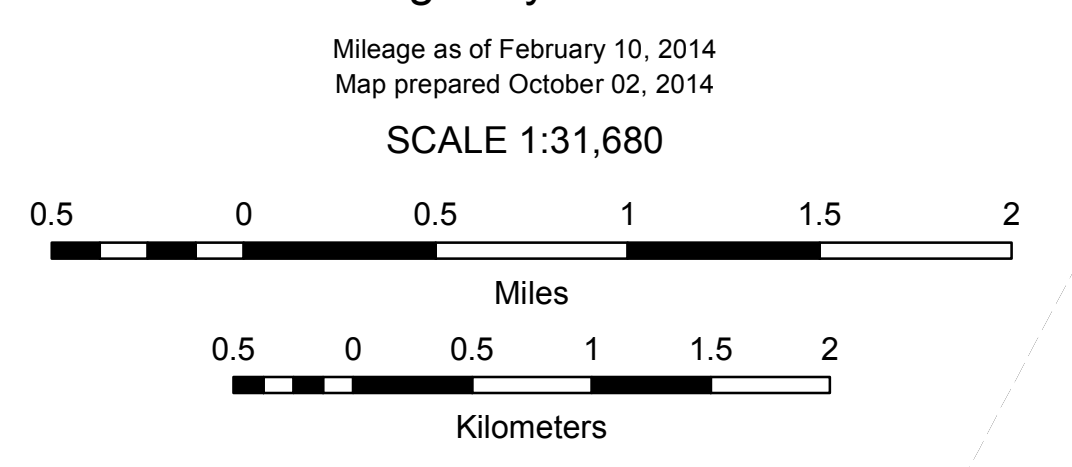 Mileage as of February 10, 2014
Map prepared October 02, 2014
SCALE 1:31,680
0.5 0 0.5 1 1.5 2
Miles
0.5 0 0.5 1 1.5 2
Kilometers